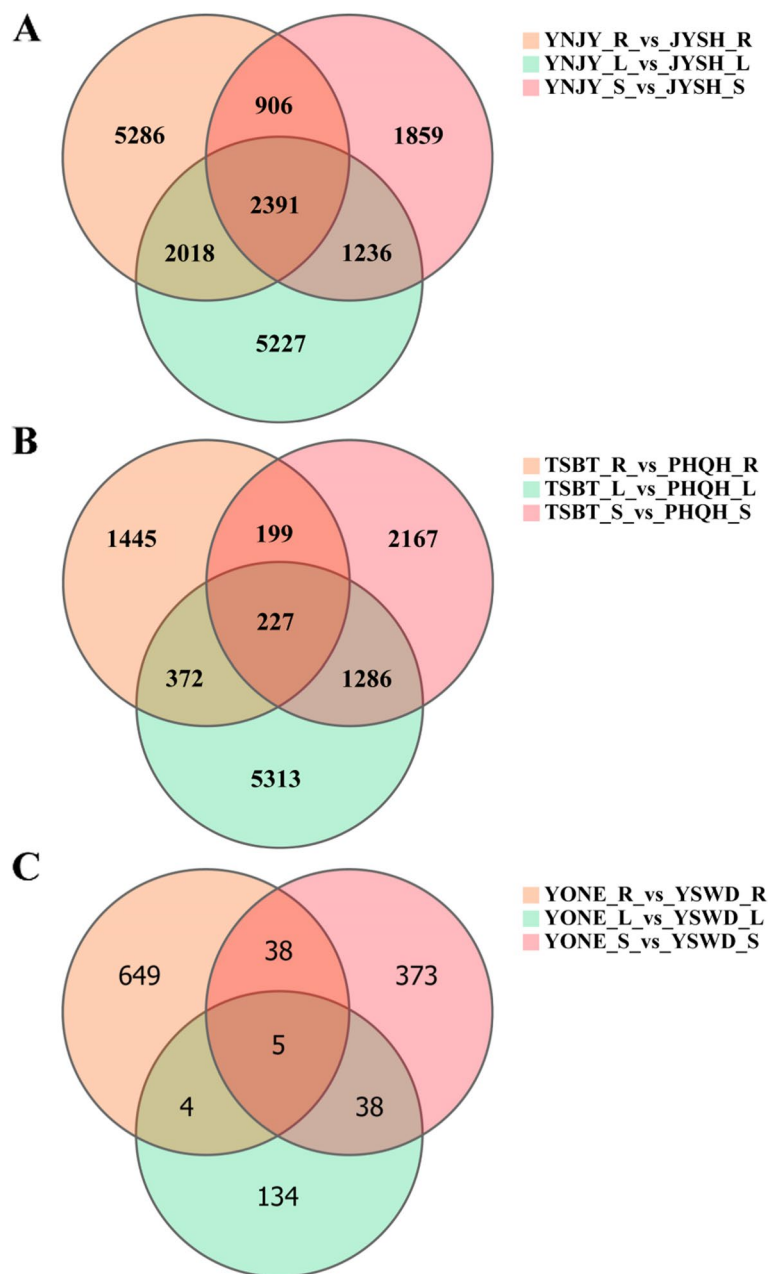 A
YNJY_R_vs_JYSH_R
YNJY_L_vs_JYSH_L
YNJY_S_vs_JYSH_S
906
5286
1859
2391
2018
1236
5227
B
TSBT_R_vs_PHQH_R
TSBT_L_vs_PHQH_L
TSBT_S_vs_PHQH_S
1445
199
2167
227
372
1286
5313
C
YONE_R_vs_YSWD_R
YONE_L_vs_YSWD_L
YONE_S_vs_YSWD_S
38
649
373
5
4
38
134